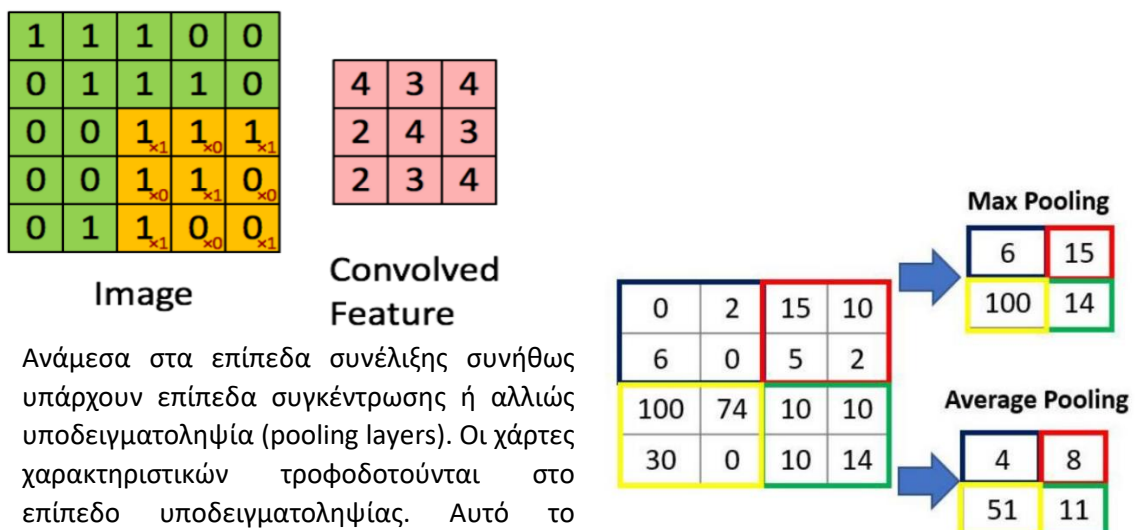 1 1 1 0 0
0 1 1 1 0
0 0 1×1 1×0 1×1
0 0 1×0 1×1 0×0
0 1 1×1 0×0 0×1
Image
4 3 4
2 4 3
2 3 4
Convolved
Feature
Ανάμεσα στα επίπεδα συνέλιξης συνήθως
υπάρχουν επίπεδα συγκέντρωσης ή αλλιώς
υποδειγματοληψία (pooling layers). Οι χάρτες
χαρακτηριστικών τροφοδοτούνται στο
επίπεδο υποδειγματοληψίας. Αυτό το
0 2 15 10
6 0 5 2
100 74 10 10
30 0 10 14
Max Pooling
6 15
100 14
Average Pooling
4 8
51 11